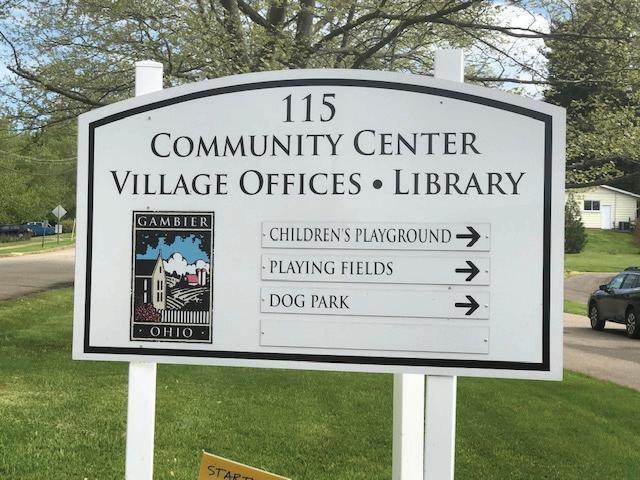 115
COMMUNITY CENTER
VILLAGE OFFICES • LIBRARY
GAMBIER
• OHIO •
CHILDREN'S PLAYGROUND →
PLAYING FIELDS →
DOG PARK →